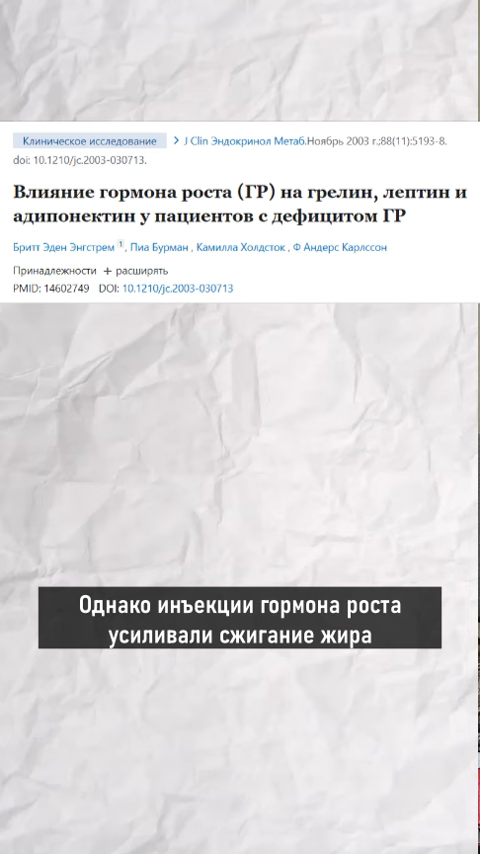 Клиническое исследование > J Clin Эндокринол Метаб.Ноябрь 2003 г.;88(11):5193-8.
doi: 10.1210/jc.2003-030713.
Влияние гормона роста (ГР) на грелин, лептин и
адипонектин у пациентов с дефицитом ГР
Бритт Эден Энгстрем 1, Пиа Бурман , Камилла Холдсток , Ф Андерс Карлссон
Принадлежности + расширять
PMID: 14602749 DOI: 10.1210/jc.2003-030713
Однако инъекции гормона роста
усиливали сжигание жира